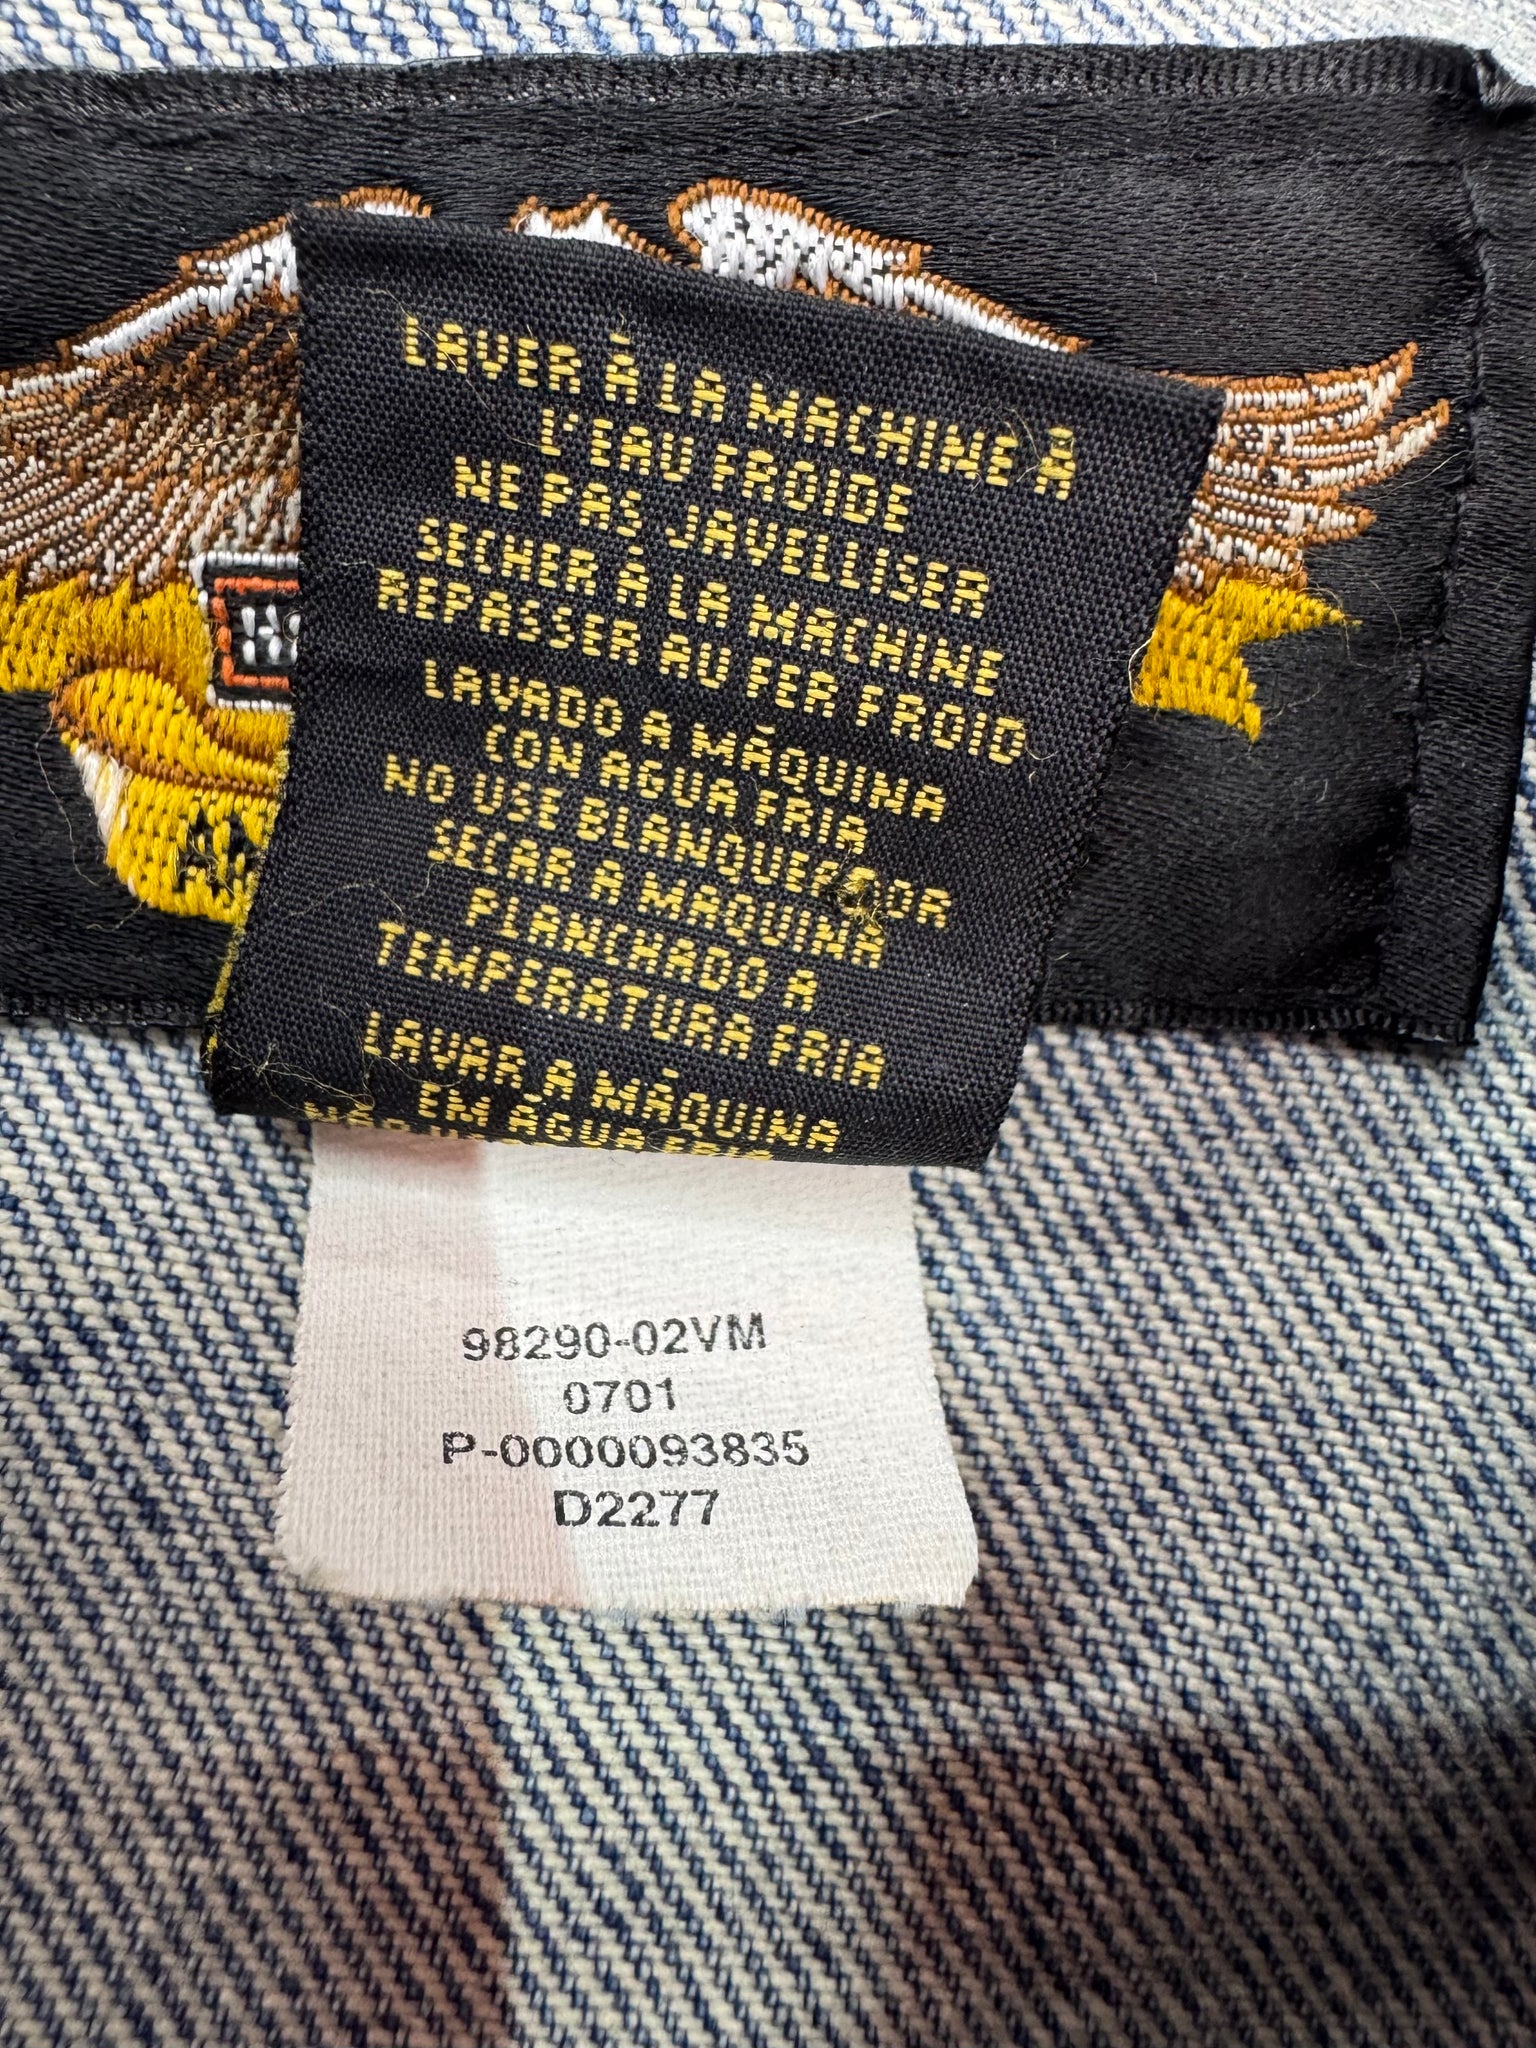 LAVER À LA MACHINE À
L'EAU FROIDE
NE PAS JAVELLISER
SECHER À LA MACHINE
REPASSER AU FER FROID
LAVADO A MÁQUINA
CON AGUA FRIA
NO USE BLANQUEADOR
SECAR A MAQUINA
PLANCHADO A
TEMPERATURA FRIA
LAVAR A MÁQUINA
EM ÁGUA FRIA
98290-02VM
0701
P-0000093835
D2277